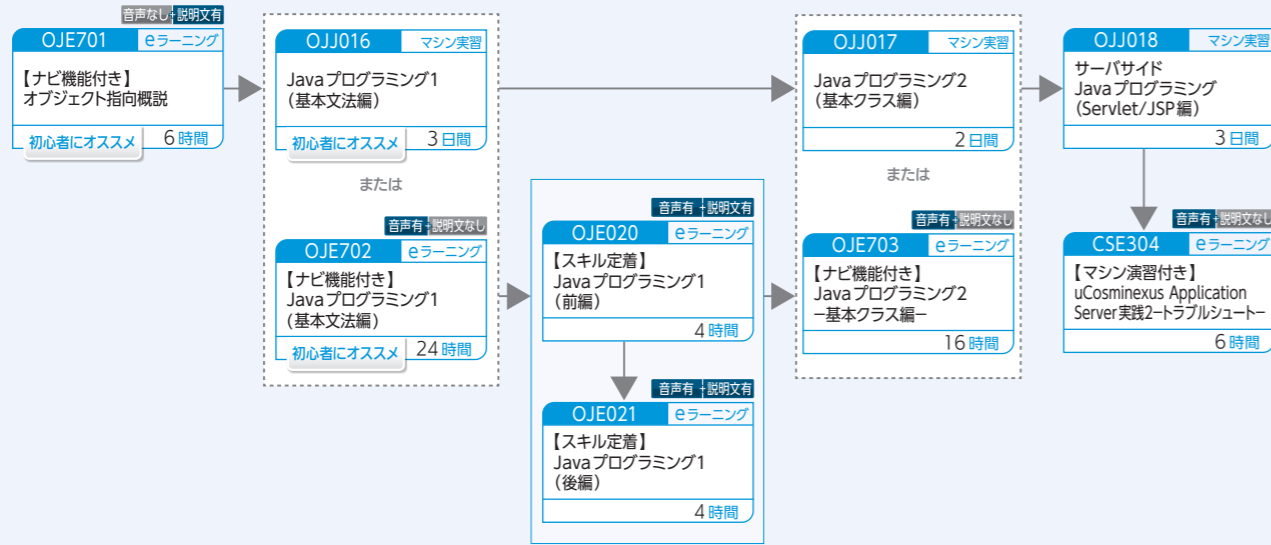 音声なし+説明文有
OJE701 eラーニング
【ナビ機能付き】
オブジェクト指向概説
初心者にオススメ 6時間
OJJ016 マシン実習
Javaプログラミング1
(基本文法編)
初心者にオススメ 3日間
または
音声有+説明文なし
OJE702 eラーニング
【ナビ機能付き】
Javaプログラミング1
(基本文法編)
初心者にオススメ 24時間
音声有+説明文有
OJE020 eラーニング
【スキル定着】
Javaプログラミング1
(前編)
4時間
音声有+説明文有
OJE021 eラーニング
【スキル定着】
Javaプログラミング1
(後編)
4時間
OJJ017 マシン実習
Javaプログラミング2
(基本クラス編)
2日間
または
音声有+説明文なし
OJE703 eラーニング
【ナビ機能付き】
Javaプログラミング2
−基本クラス編−
16時間
OJJ018 マシン実習
サーバサイド
Javaプログラミング
(Servlet/JSP編)
3日間
音声有+説明文なし
CSE304 eラーニング
【マシン演習付き】
uCosminexus Application
Server実践2−トラブルシュート−
6時間